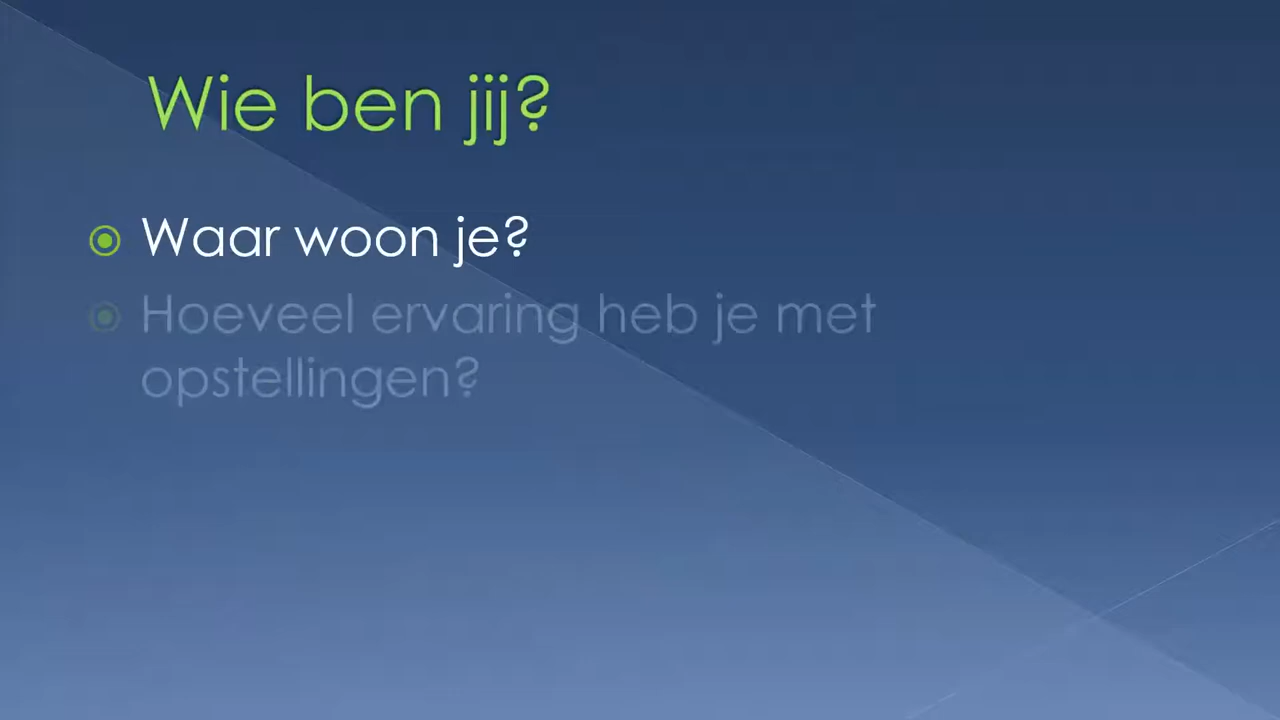 Wie ben jij?
Waar woon je?
Hoeveel ervaring heb je met
opstellingen?